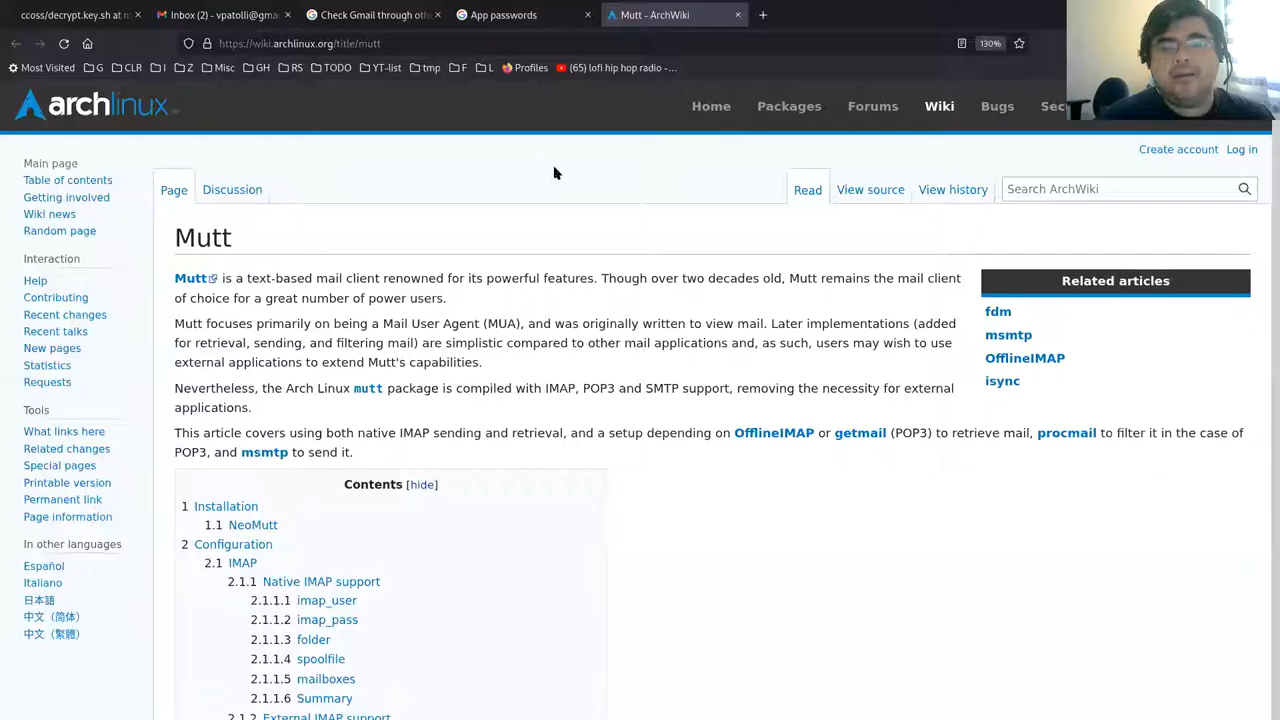 ccoss/decrypt.key.sh at m
Inbox (2) - vpatolli@gma
Check Gmail through oth
App passwords
Mutt - ArchWiki
https://wiki.archlinux.org/title/mutt
130%
Most Visited G CLR I Z Misc GH RS TODO YT-list tmp F L Profiles (65) lofi hip hop radio -...
archlinux
Home Packages Forums Wiki Bugs Sec
Create account Log in
Page Discussion Read View source View history Search ArchWiki
Main page
Table of contents
Getting involved
Wiki news
Random page
Interaction
Help
Contributing
Recent changes
Recent talks
New pages
Statistics
Requests
Tools
What links here
Related changes
Special pages
Printable version
Permanent link
Page information
In other languages
Español
Italiano
日本語
中文（简体）
中文（繁體）
Mutt
Mutt is a text-based mail client renowned for its powerful features. Though over two decades old, Mutt remains the mail client
of choice for a great number of power users.
Mutt focuses primarily on being a Mail User Agent (MUA), and was originally written to view mail. Later implementations (added
for retrieval, sending, and filtering mail) are simplistic compared to other mail applications and, as such, users may wish to use
external applications to extend Mutt's capabilities.
Nevertheless, the Arch Linux mutt package is compiled with IMAP, POP3 and SMTP support, removing the necessity for external
applications.
This article covers using both native IMAP sending and retrieval, and a setup depending on OfflineIMAP or getmail (POP3) to retrieve mail, procmail to filter it in the case of
POP3, and msmtp to send it.
Related articles
fdm
msmtp
OfflineIMAP
isync
Contents [hide]
1 Installation
1.1 NeoMutt
2 Configuration
2.1 IMAP
2.1.1 Native IMAP support
2.1.1.1 imap_user
2.1.1.2 imap_pass
2.1.1.3 folder
2.1.1.4 spoolfile
2.1.1.5 mailboxes
2.1.1.6 Summary
2.1.2 External IMAP support